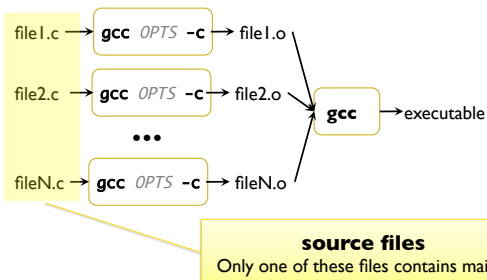 file1.c gcc OPTS -c file1.o
file2.c gcc OPTS -c file2.o
gcc executable
•••
fileN.c gcc OPTS -c fileN.o
source files
Only one of these files contains mai